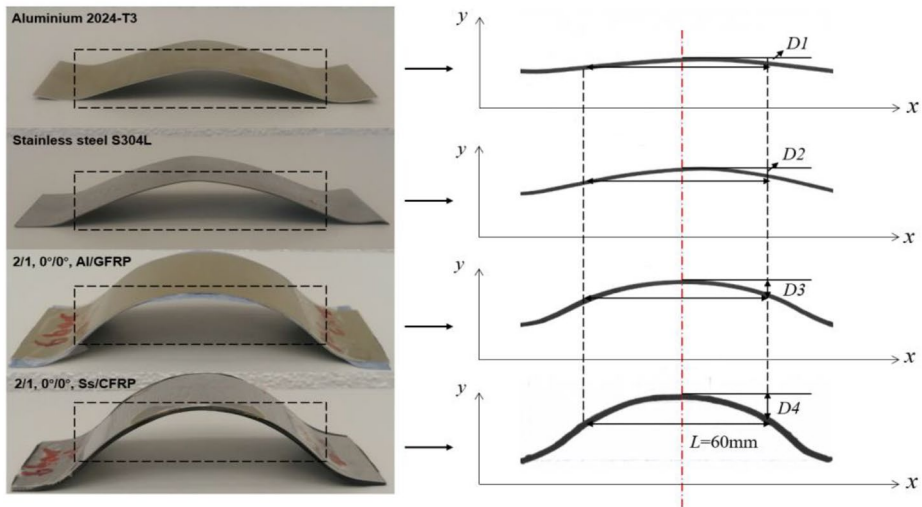 Aluminium 2024-T3
y
D1
x
Stainless steel S304L
y
D2
x
2/1, 0°/0°, Al/GFRP
y
D3
x
2/1, 0°/0°, Ss/CFRP
y
D4
L=60mm
x